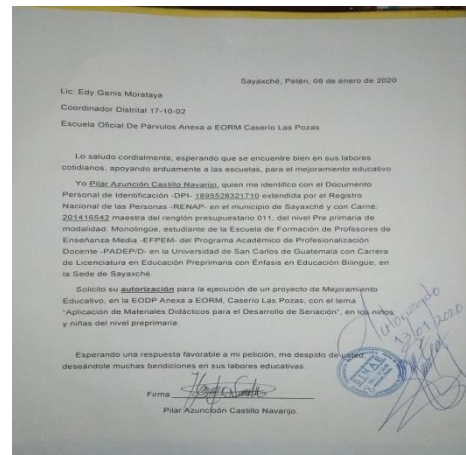 Sayaxché, Petén, 08 de enero de 2020
Lic: Edy Genis Morataya
Coordinador Distrital 17-10-02
Escuela Oficial De Párvulos Anexa a EORM Caserío Las Pozas
Lo saludo cordialmente, esperando que se encuentre bien en sus labores
cotidianos, apoyando arduamente a las escuelas, para el mejoramiento educativo.
Yo Pilar Azunción Castillo Navarijo, quien me identifico con el Documento
Personal de Identificación -DPI- 1895528321710 extendida por el Registro
Nacional de las Personas -RENAP- en el municipio de Sayaxché y con Carné:
201416542 maestra del renglón presupuestario 011, del nivel Pre primaria de
modalidad: Monolingüe, estudiante de la Escuela de Formación de Profesores de
Enseñanza Media -EFPEM- del Programa Académico de Profesionalización
Docente -PADEP/D- en la Universidad de San Carlos de Guatemala con Carrera
de Licenciatura en Educación Preprimaria con Énfasis en Educación Bilingüe, en
la Sede de Sayaxché.
Solicito su autorización para la ejecución de un proyecto de Mejoramiento
Educativo, en la EODP Anexa a EORM, Caserío Las Pozas, con el tema
“Aplicación de Materiales Didácticos para el Desarrollo de Seriación”, en los niños
y niñas del nivel preprimaria.
Autorizado
13/01/2020
Esperando una respuesta favorable a mi petición, me despido de usted
deseándole muchas bendiciones en sus labores educativas.
Firma
Pilar Azuncióon Castillo Navarijo.